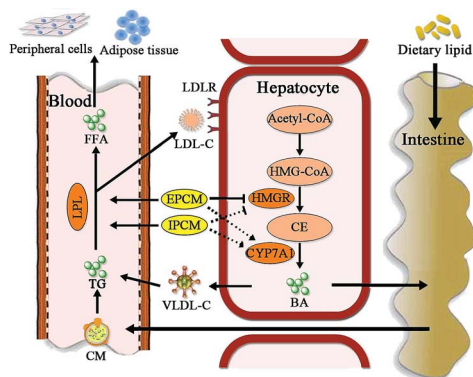 Peripheral cells
Adipose tissue
Dietary lipid
Blood
LDLR
Hepatocyte
FFA
LDL-C
Acetyl-CoA
Intestine
HMG-CoA
LPL
EPCM
HMGR
IPCM
CE
CYP7A1
TG
VLDL-C
BA
CM